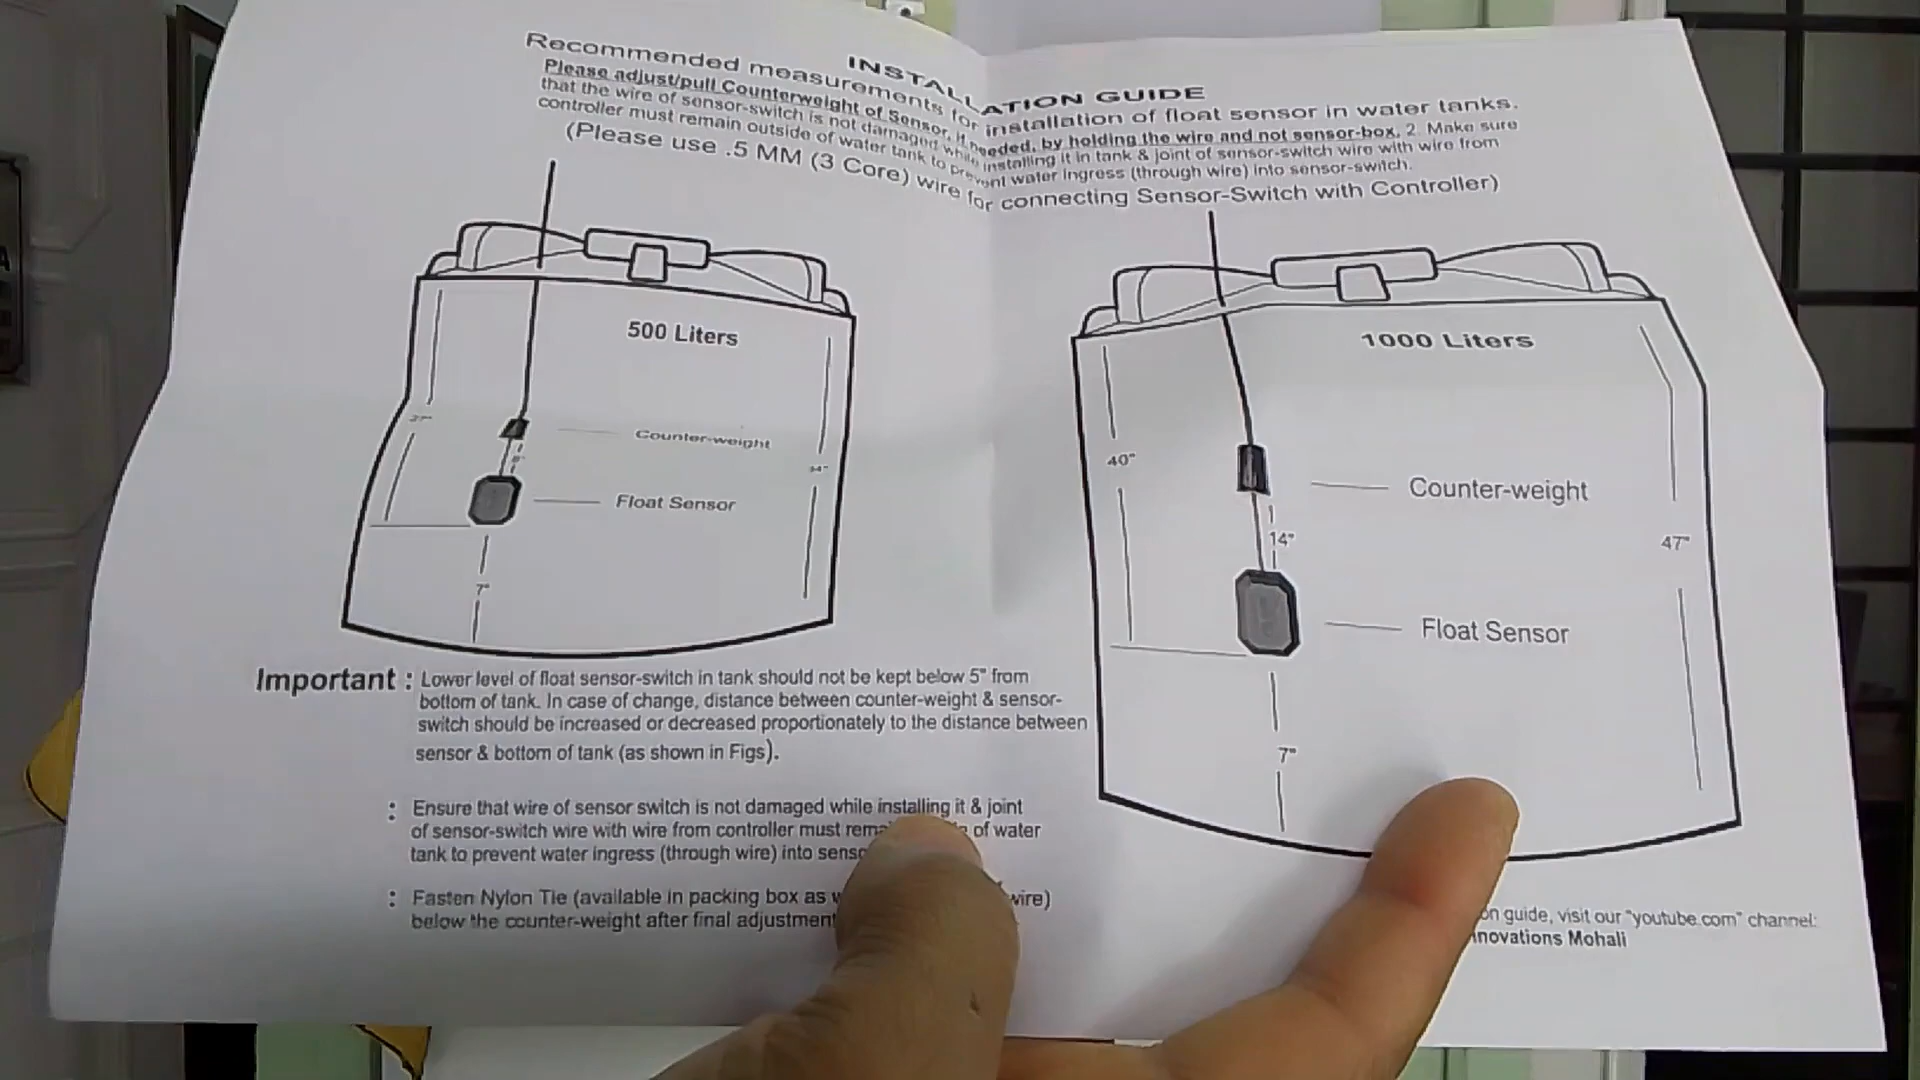 INSTALLATION GUIDE
Recommended measurements for installation of float sensor in water tanks.
Please adjust/pull Counterweight of Sensor, if needed, by holding the wire and not sensor-box, 2. Make sure
that the wire of sensor-switch is not damaged while installing it in tank & joint of sensor-switch wire with wire from
controller must remain outside of water tank to prevent water ingress (through wire) into sensor-switch.
(Please use .5 MM (3 Core) wire for connecting Sensor-Switch with Controller)
500 Liters
27"
Counter-weight
Float Sensor
7"
1000 Liters
40"
Counter-weight
14"
47"
Float Sensor
7"
Important : Lower level of float sensor-switch in tank should not be kept below 5" from
bottom of tank. In case of change, distance between counter-weight & sensor-
switch should be increased or decreased proportionately to the distance between
sensor & bottom of tank (as shown in Figs).
: Ensure that wire of sensor switch is not damaged while installing it & joint
of sensor-switch wire with wire from controller must of water
tank to prevent water ingress (through wire) into
: Fasten Nylon Tie (available in packing box as wire)
below the counter-weight after final adjustment
on guide, visit our "youtube.com" channel:
Mohali